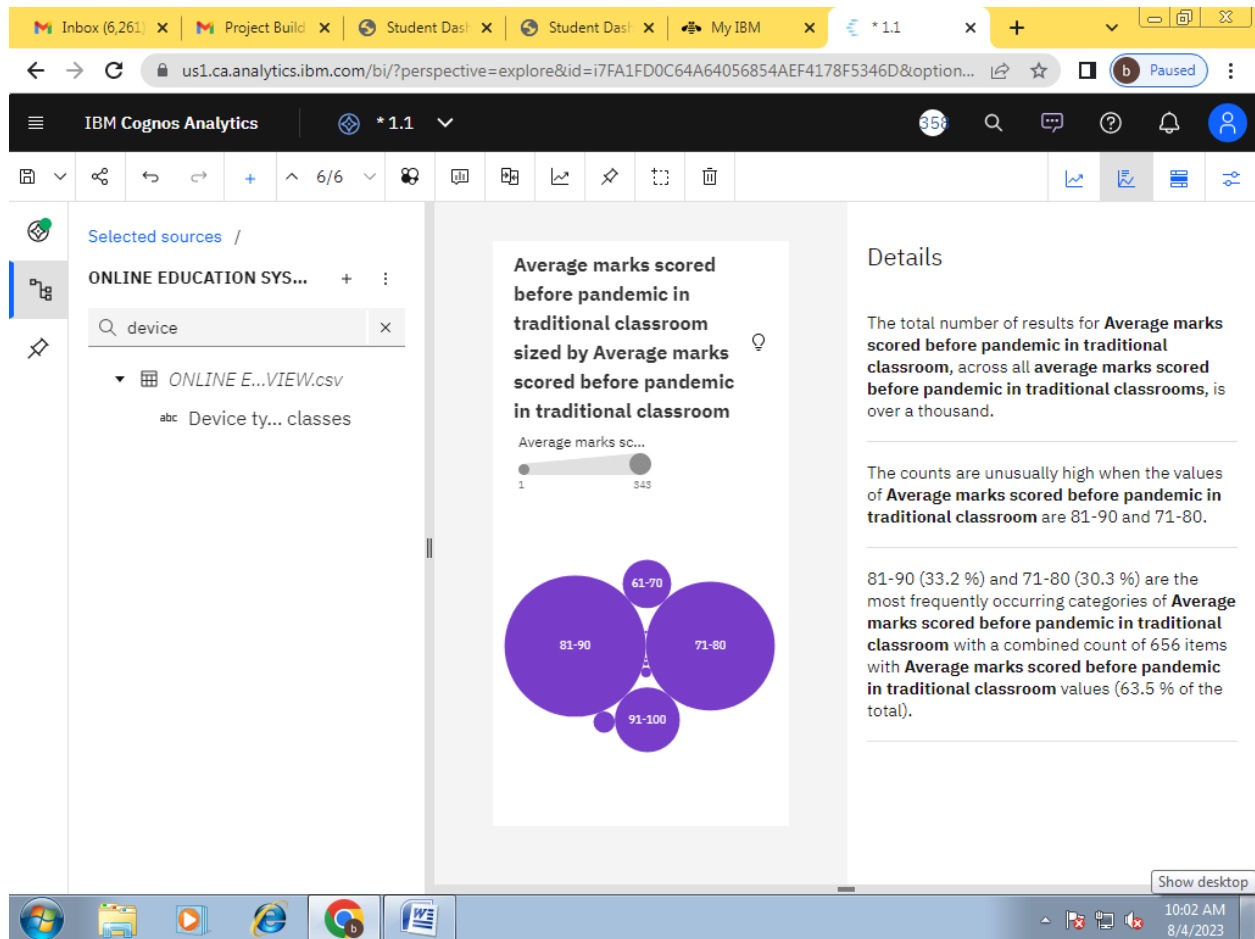 Inbox (6,261)
Project Build
Student Dash
Student Dash
My IBM
* 1.1
us1.ca.analytics.ibm.com/bi/?perspective=explore&id=i7FA1FD0C64A64056854AEF4178F5346D&option...
b Paused
IBM Cognos Analytics
* 1.1
358
6/6
Selected sources /
ONLINE EDUCATION SYS...
device
ONLINE E...VIEW.csv
abc Device ty... classes
Average marks scored
before pandemic in
traditional classroom
sized by Average marks
scored before pandemic
in traditional classroom
Average marks sc...
1 343
61-70
81-90
71-80
91-100
Details
The total number of results for Average marks
scored before pandemic in traditional
classroom, across all average marks scored
before pandemic in traditional classrooms, is
over a thousand.
The counts are unusually high when the values
of Average marks scored before pandemic in
traditional classroom are 81-90 and 71-80.
81-90 (33.2 %) and 71-80 (30.3 %) are the
most frequently occurring categories of Average
marks scored before pandemic in traditional
classroom with a combined count of 656 items
with Average marks scored before pandemic
in traditional classroom values (63.5 % of the
total).
Show desktop
10:02 AM
8/4/2023